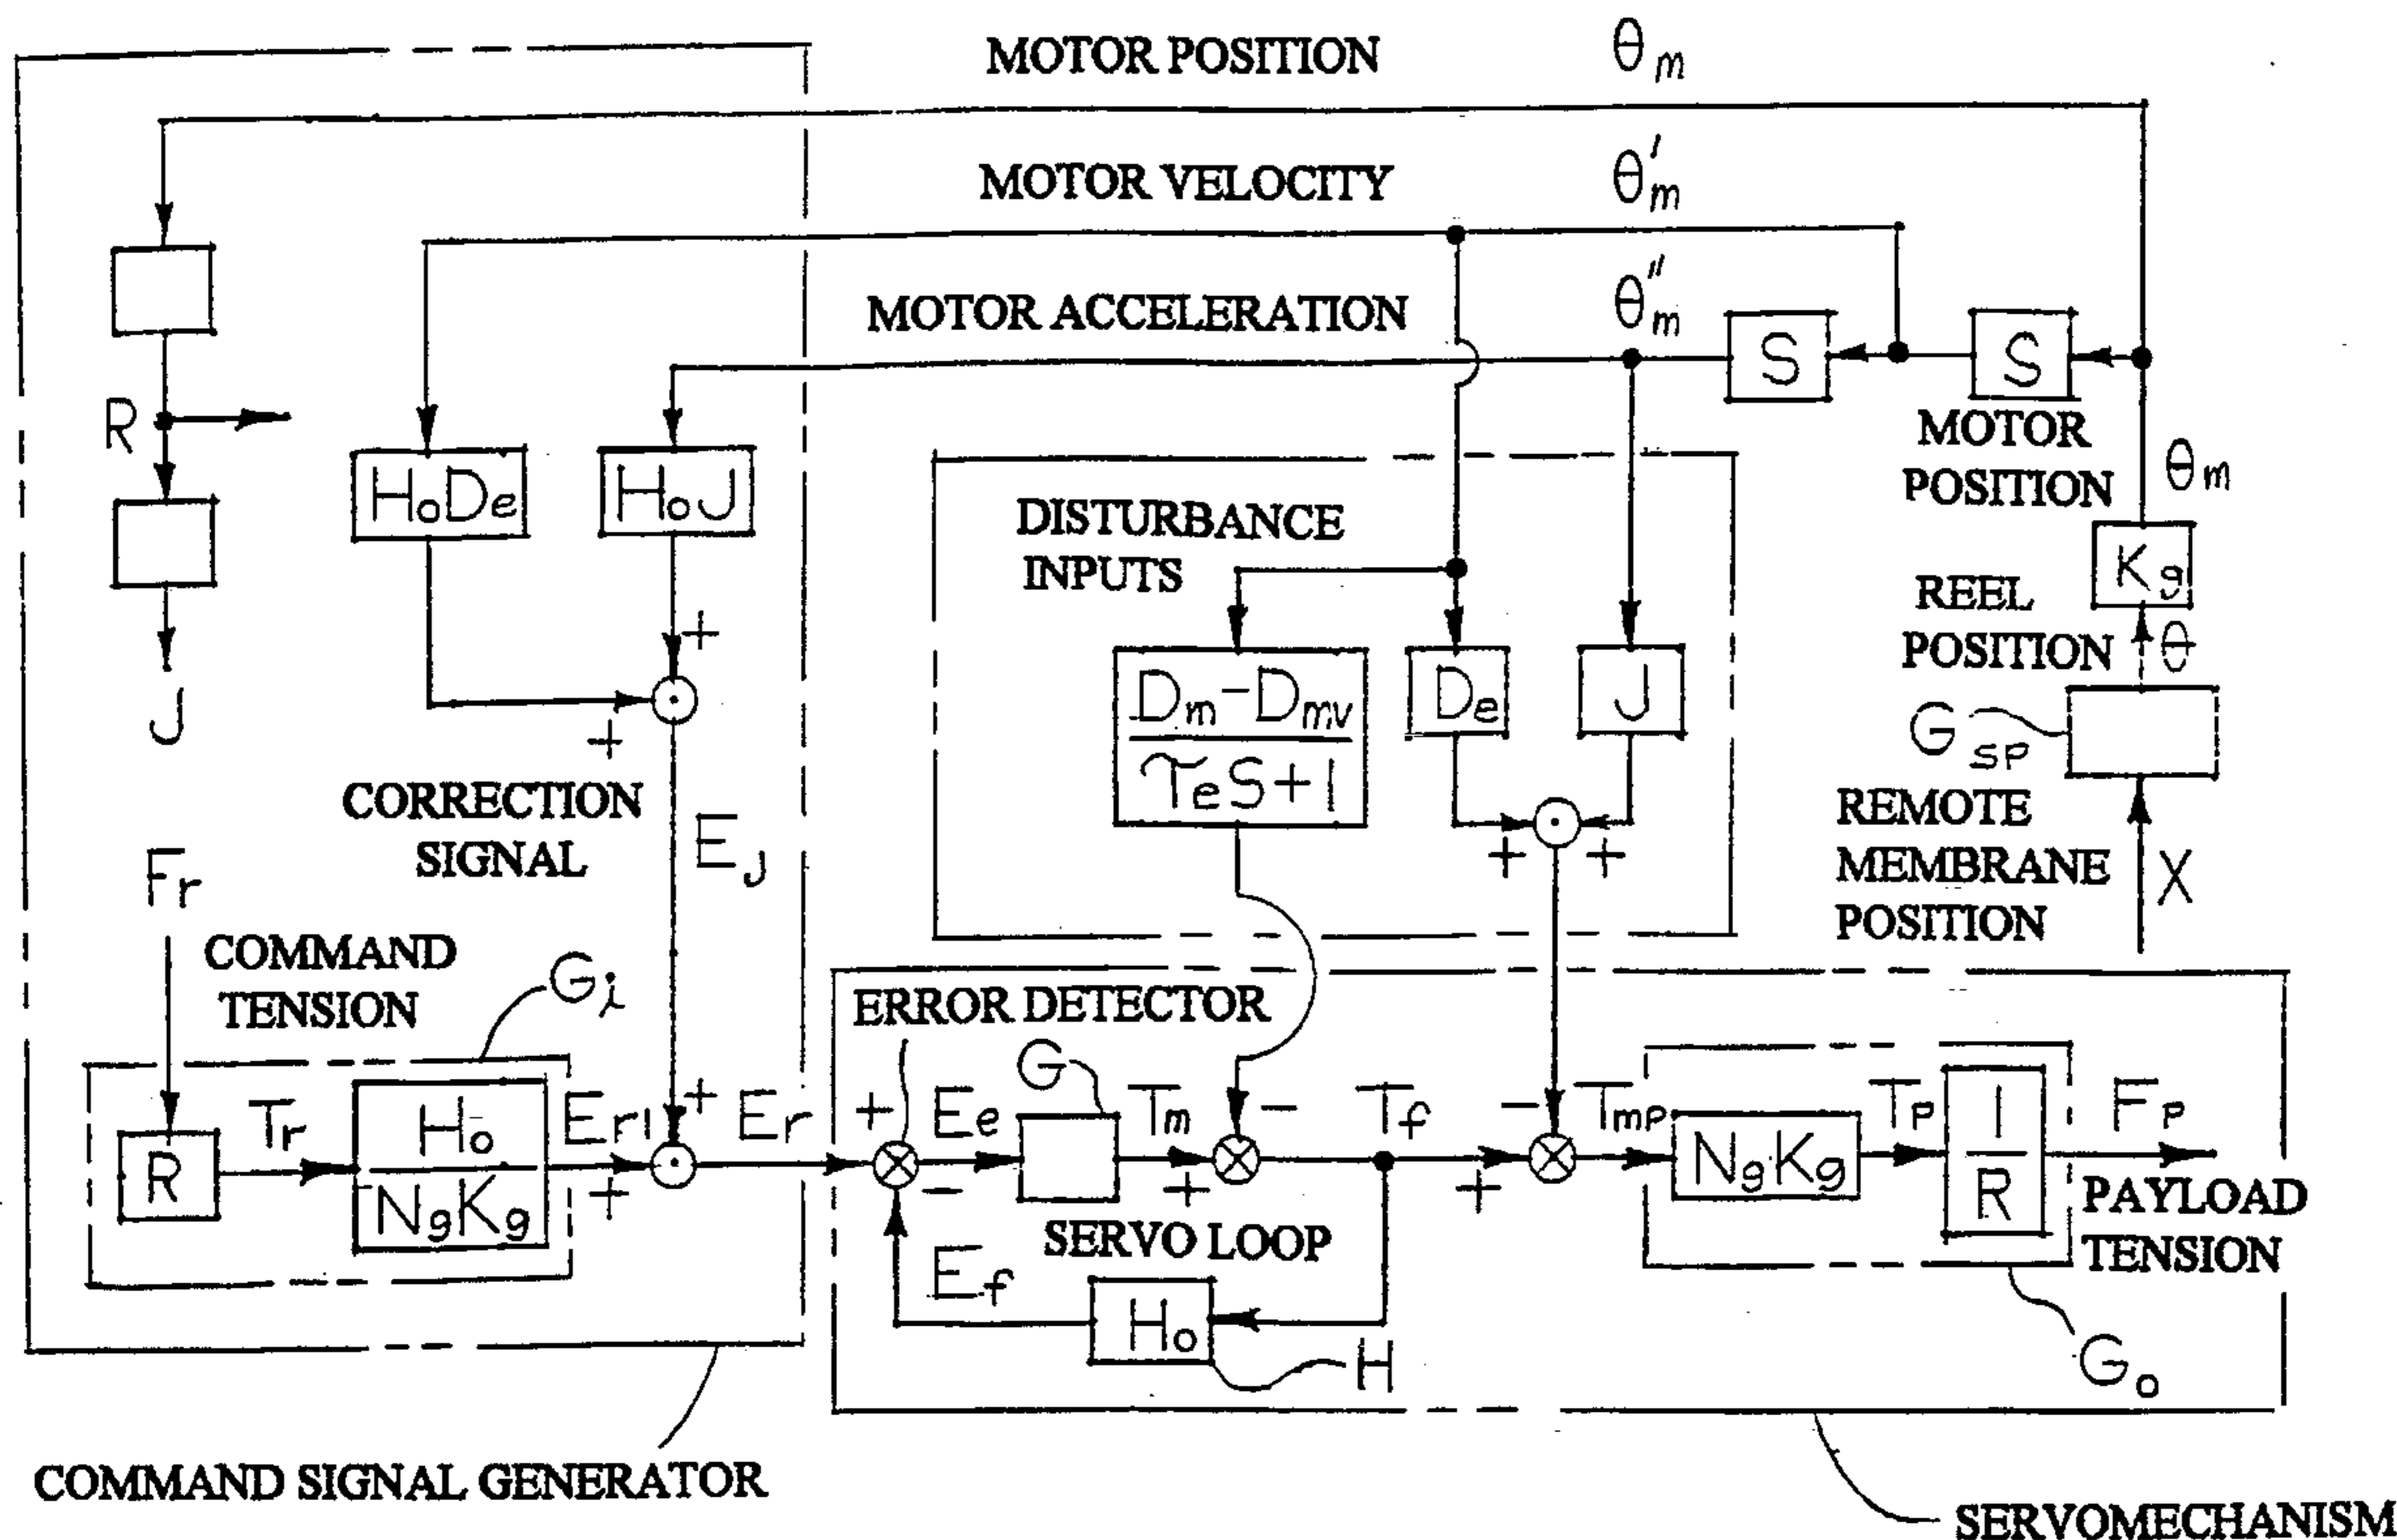 MOTOR POSITION θm
MOTOR VELOCITY θ'm
MOTOR ACCELERATION θ"m
S
S
MOTOR
POSITION
θm
R
HoDe
HoJ
DISTURBANCE
INPUTS
Kg
REEL
POSITION
θ
+
J
+
Dm-Dmv
TeS+1
De
J
Gsp
CORRECTION
SIGNAL
EJ
+ +
REMOTE
MEMBRANE
POSITION
X
Fr
COMMAND
TENSION
Gi
ERROR DETECTOR
G
R
Tr
Ho
NgKg
Er1
+
+
Er
+
Ee
-
Tm
-
+
Tf
-
+
Tmp
NgKg
Tp
1
R
Fp
PAYLOAD
TENSION
SERVO LOOP
Ef
Ho
H
Go
COMMAND SIGNAL GENERATOR
SERVOMECHANISM